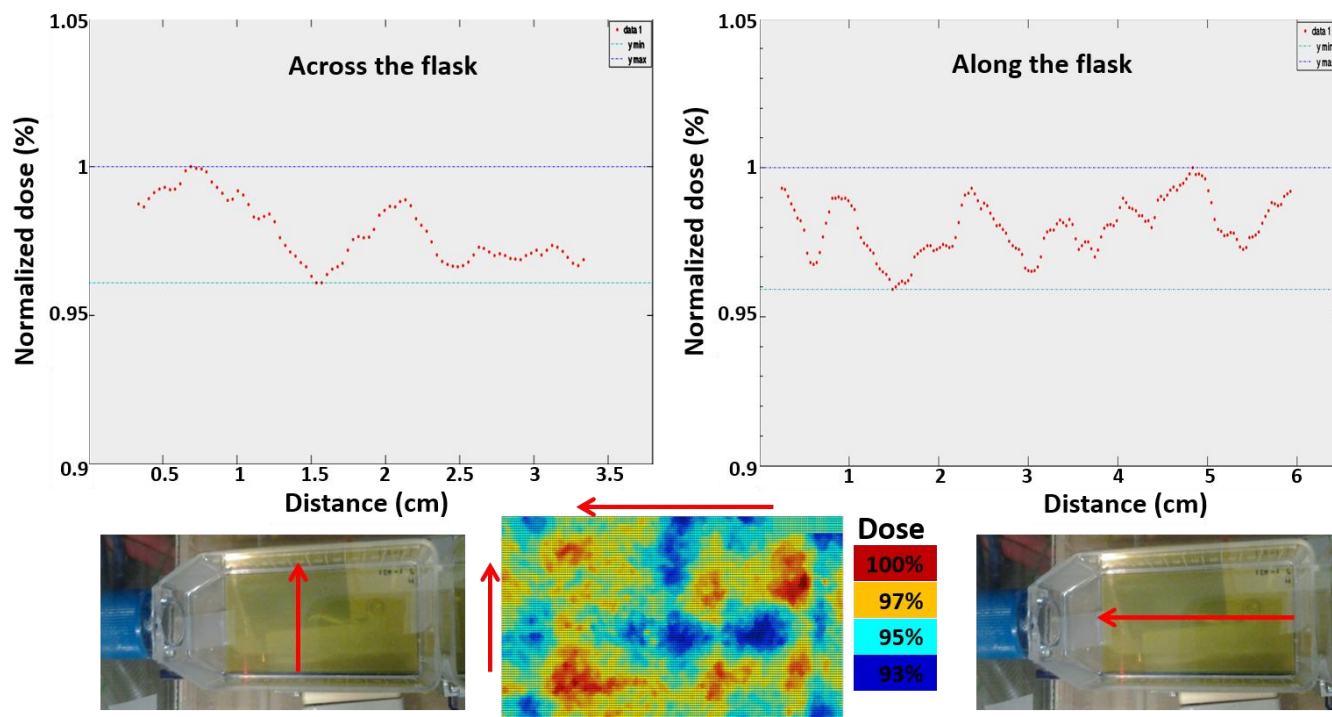 1.05
Normalized dose (%)
1
0.95
0.9
Across the flask
data 1
y min
y max
0.5
1
1.5
2
2.5
3
3.5
Distance (cm)
1.05
Normalized dose (%)
1
0.95
0.9
Along the flask
data 1
y min
y max
1
2
3
4
5
6
Distance (cm)
Dose
100%
97%
95%
93%